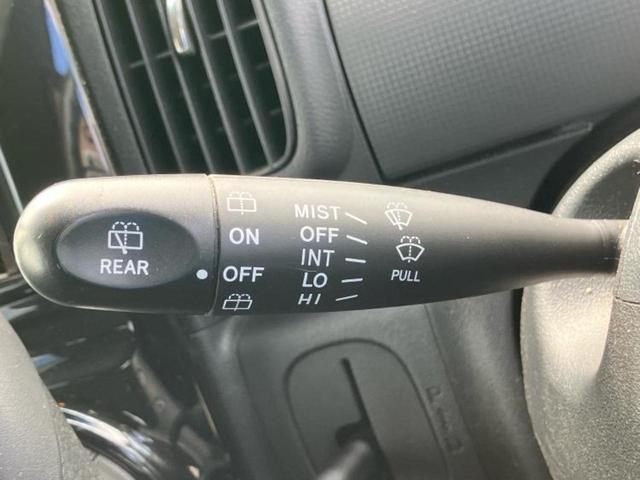 REAR
ON
OFF
MIST
OFF
INT
LO
HI
PULL